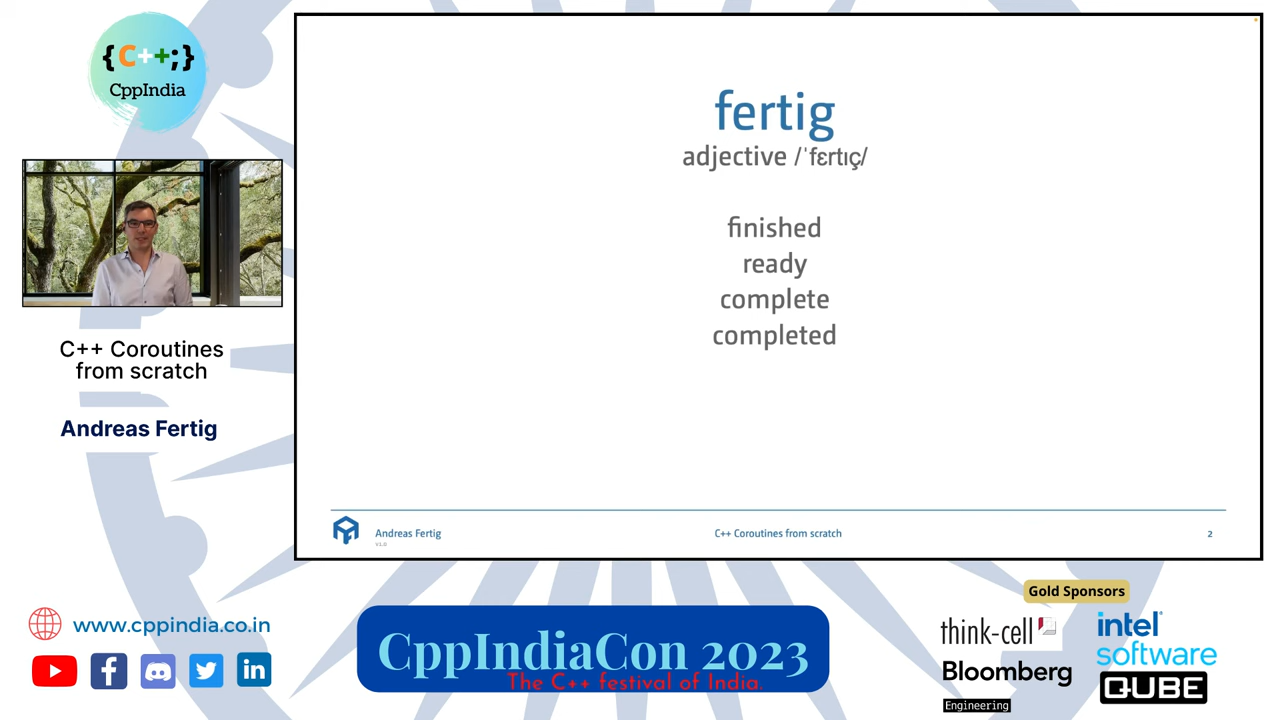 {C++;}
CppIndia
C++ Coroutines
from scratch
Andreas Fertig
fertig
adjective /ˈfɛrtɪç/
finished
ready
complete
completed
Andreas Fertig
V1.0
C++ Coroutines from scratch
2
www.cppindia.co.in
CppIndiaCon 2023
The C++ festival of India.
Gold Sponsors
think-cell
intel
software
Bloomberg
Engineering
QUBE